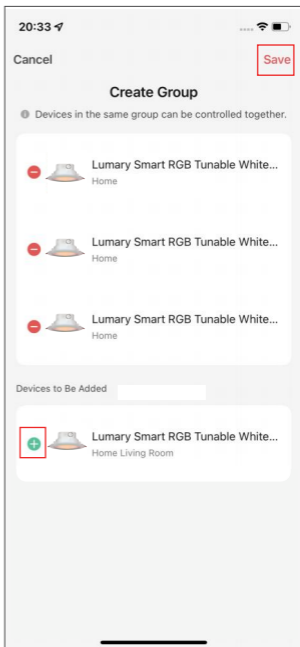 20:33
Cancel
Save
Create Group
Devices in the same group can be controlled together.
Lumary Smart RGB Tunable White...
Home
Lumary Smart RGB Tunable White...
Home
Lumary Smart RGB Tunable White...
Home
Devices to Be Added
Lumary Smart RGB Tunable White...
Home Living Room